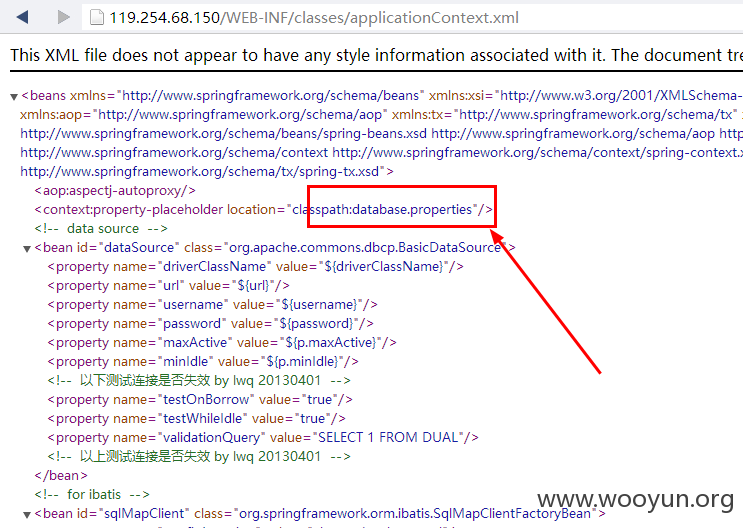 119.254.68.150/WEB-INF/classes/applicationContext.xml
This XML file does not appear to have any style information associated with it. The document tre
▼<beans xmlns="http://www.springframework.org/schema/beans" xmlns:xsi="http://www.w3.org/2001/XMLSchema-
xmlns:aop="http://www.springframework.org/schema/aop" xmlns:tx="http://www.springframework.org/schema/tx"
http://www.springframework.org/schema/beans/spring-beans.xsd http://www.springframework.org/schema/aop http
http://www.springframework.org/schema/context http://www.springframework.org/schema/context/spring-context.x
http://www.springframework.org/schema/tx/spring-tx.xsd">
<aop:aspectj-autoproxy/>
<context:property-placeholder location="classpath:database.properties"/>
<!-- data source -->
▼<bean id="dataSource" class="org.apache.commons.dbcp.BasicDataSource">
<property name="driverClassName" value="${driverClassName}"/>
<property name="url" value="${url}"/>
<property name="username" value="${username}"/>
<property name="password" value="${password}"/>
<property name="maxActive" value="${p.maxActive}"/>
<property name="minIdle" value="${p.minIdle}"/>
<!-- 以下测试连接是否失效 by lwq 20130401 -->
<property name="testOnBorrow" value="true"/>
<property name="testWhileIdle" value="true"/>
<property name="validationQuery" value="SELECT 1 FROM DUAL"/>
<!-- 以上测试连接是否失效 by lwq 20130401 -->
</bean>
<!-- for ibatis -->
▼<bean id="sqlMapClient" class="org.springframework.orm.ibatis.SqlMapClientFactoryBean">
www.wooyun.org